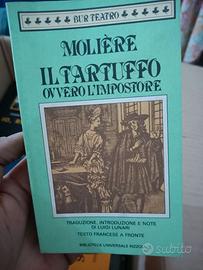 BUR TEATRO
MOLIÈRE
IL TARTUFFO
OVVERO L'IMPOSTORE
TRADUZIONE, INTRODUZIONE E NOTE
DI LUIGI LUNARI
TESTO FRANCESE A FRONTE
BIBLIOTECA UNIVERSALE RIZZOLI
subito